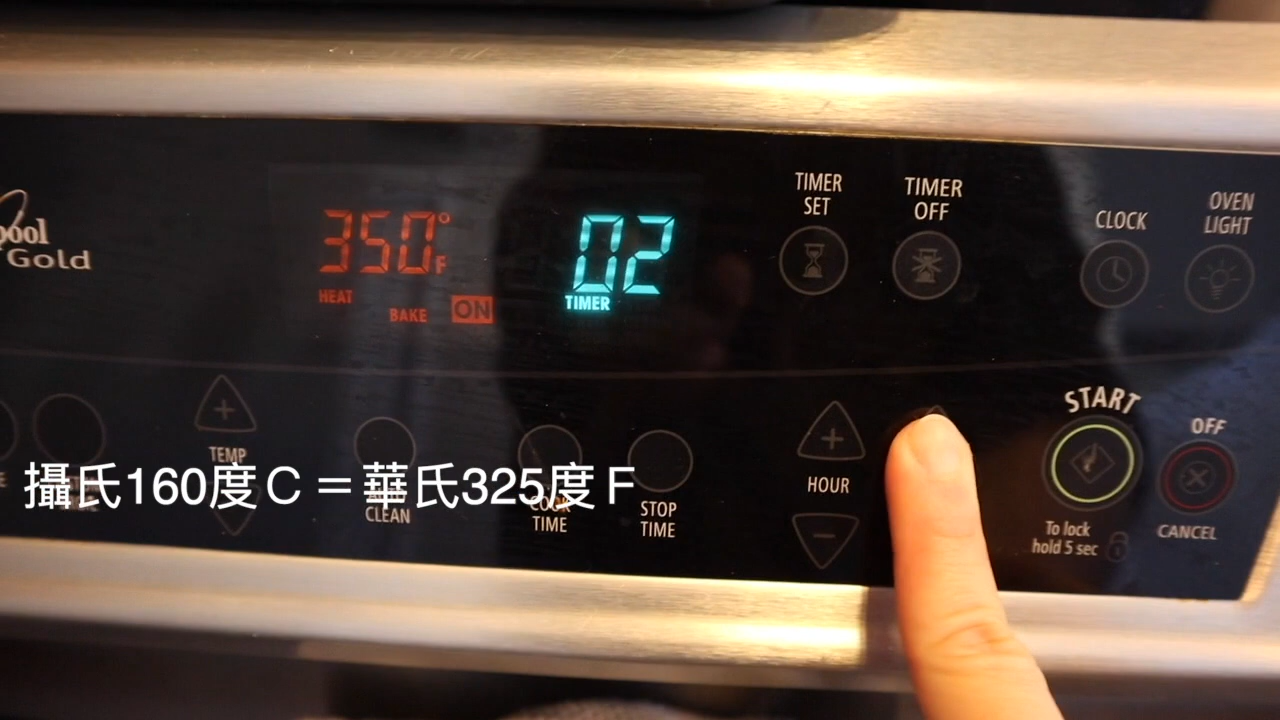 TIMER SET
TIMER OFF
OVEN LIGHT
CLOCK
pool
Gold
350°F
HEAT
BAKE
ON
02
TIMER
START
OFF
TEMP
HOUR
CLEAN
COOK TIME
STOP TIME
To lock
hold 5 sec
CANCEL
攝氏160度C＝華氏325度F